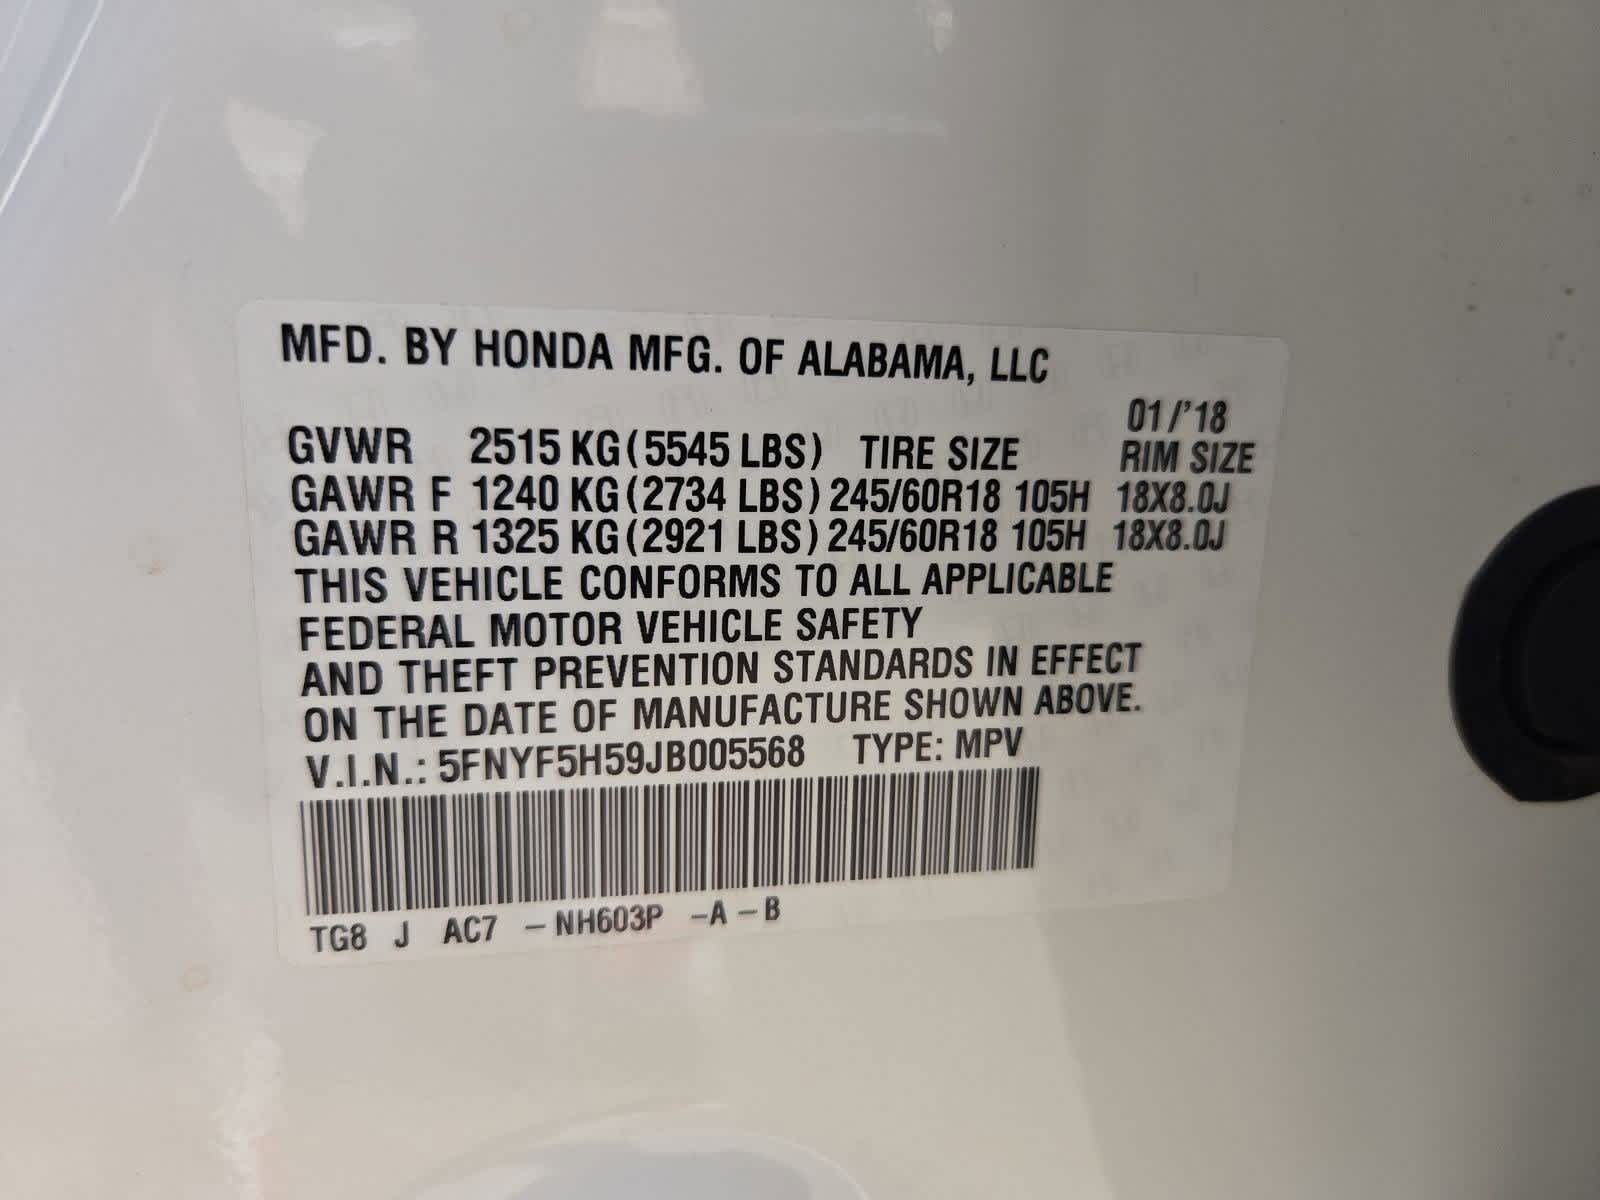 MFD. BY HONDA MFG. OF ALABAMA, LLC
01/'18
GVWR 2515 KG (5545 LBS) TIRE SIZE RIM SIZE
GAWR F 1240 KG (2734 LBS) 245/60R18 105H 18X8.0J
GAWR R 1325 KG (2921 LBS) 245/60R18 105H 18X8.0J
THIS VEHICLE CONFORMS TO ALL APPLICABLE
FEDERAL MOTOR VEHICLE SAFETY
AND THEFT PREVENTION STANDARDS IN EFFECT
ON THE DATE OF MANUFACTURE SHOWN ABOVE.
V.I.N.: 5FNYF5H59JB005568 TYPE: MPV
TG8 J AC7 -NH603P -A-B